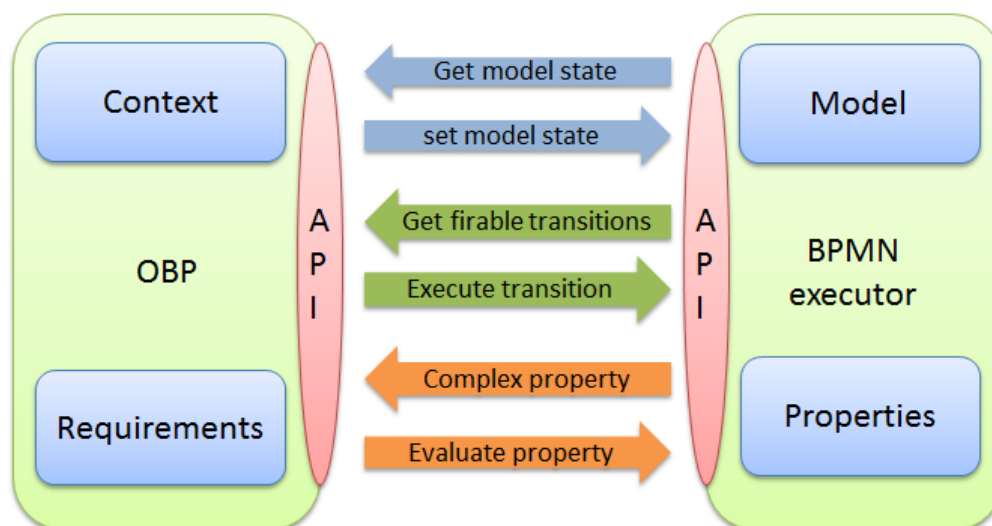 Context
OBP
Requirements
A
P
I
Get model state
set model state
Get firable transitions
Execute transition
Complex property
Evaluate property
A
P
I
Model
BPMN
executor
Properties